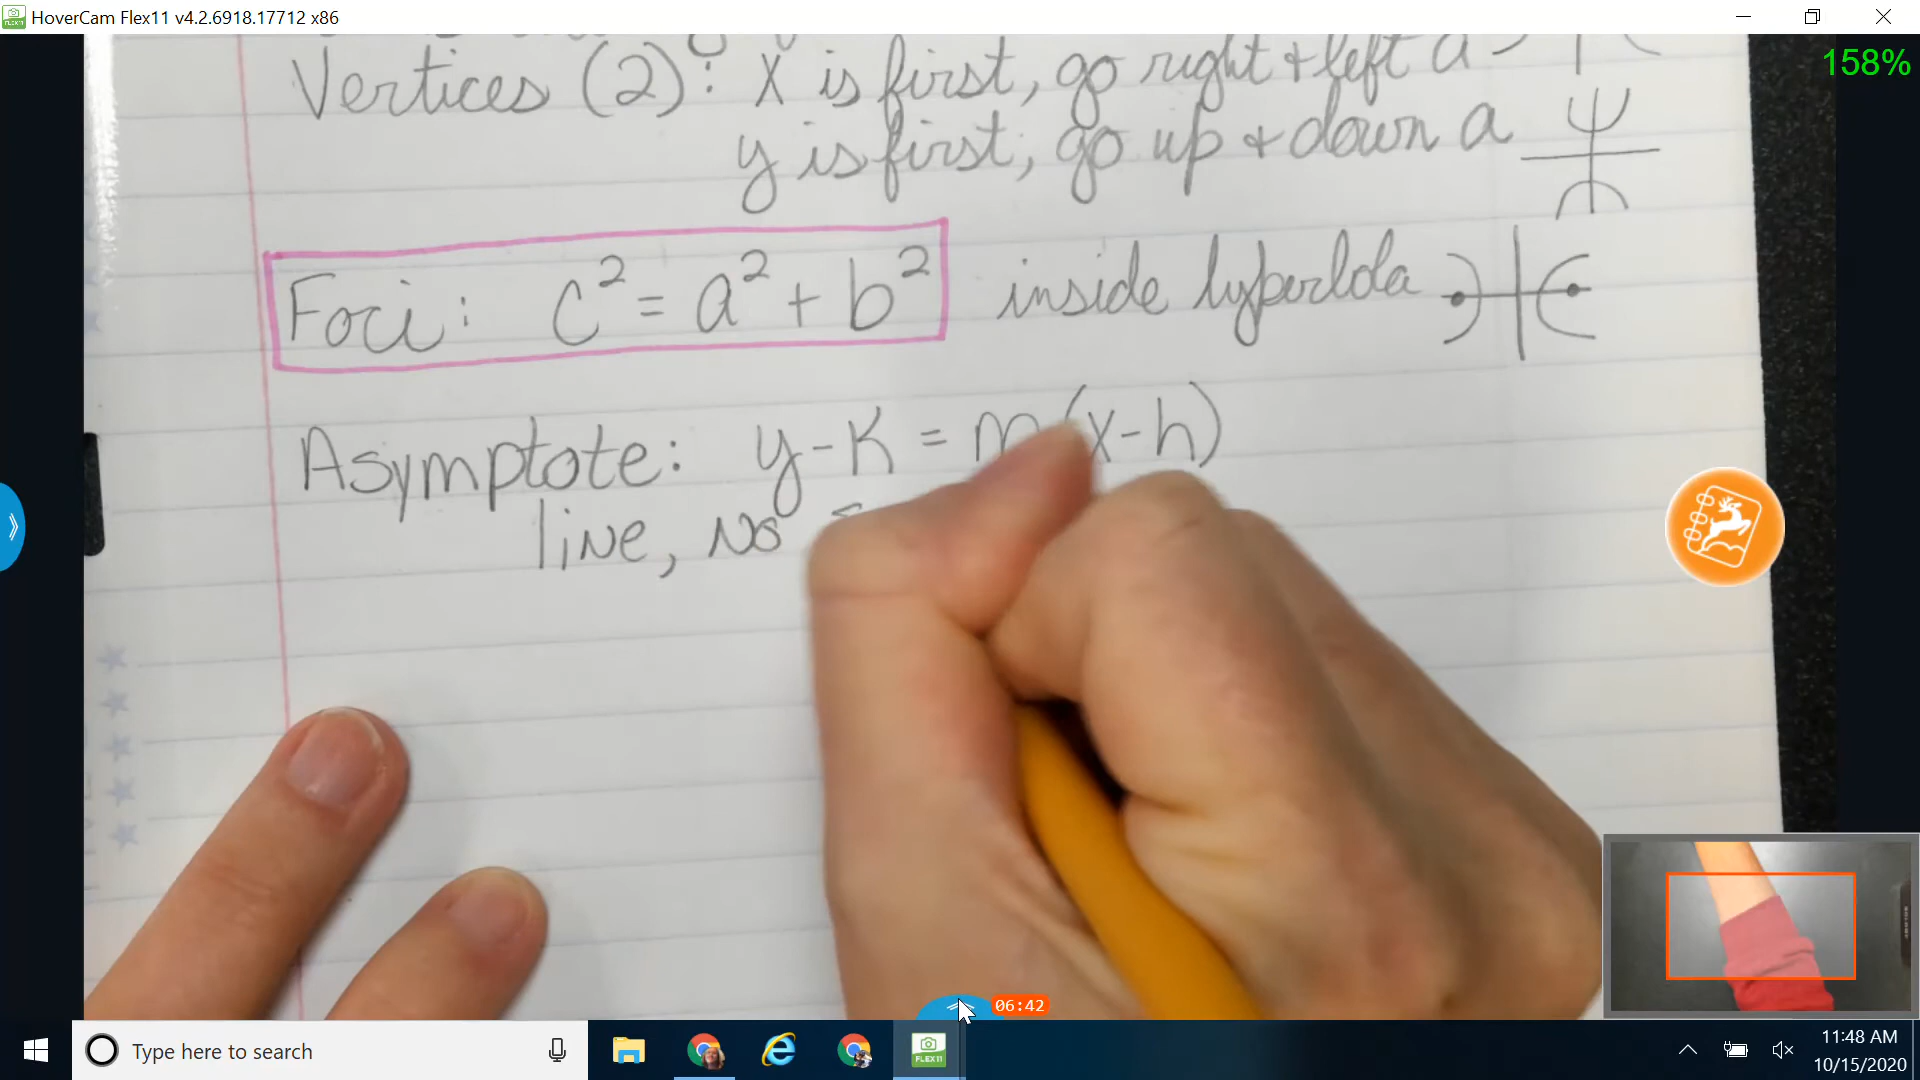 HoverCam Flex11 v4.2.6918.17712 x86
158%
Vertices (2): x is first, go right + left a
y is first, go up + down a
Foci: c² = a² + b² inside hyperbola
Asymptote: y-K = m(x-h)
line, NS
06:42
Type here to search
FLEX11
11:48 AM
10/15/2020